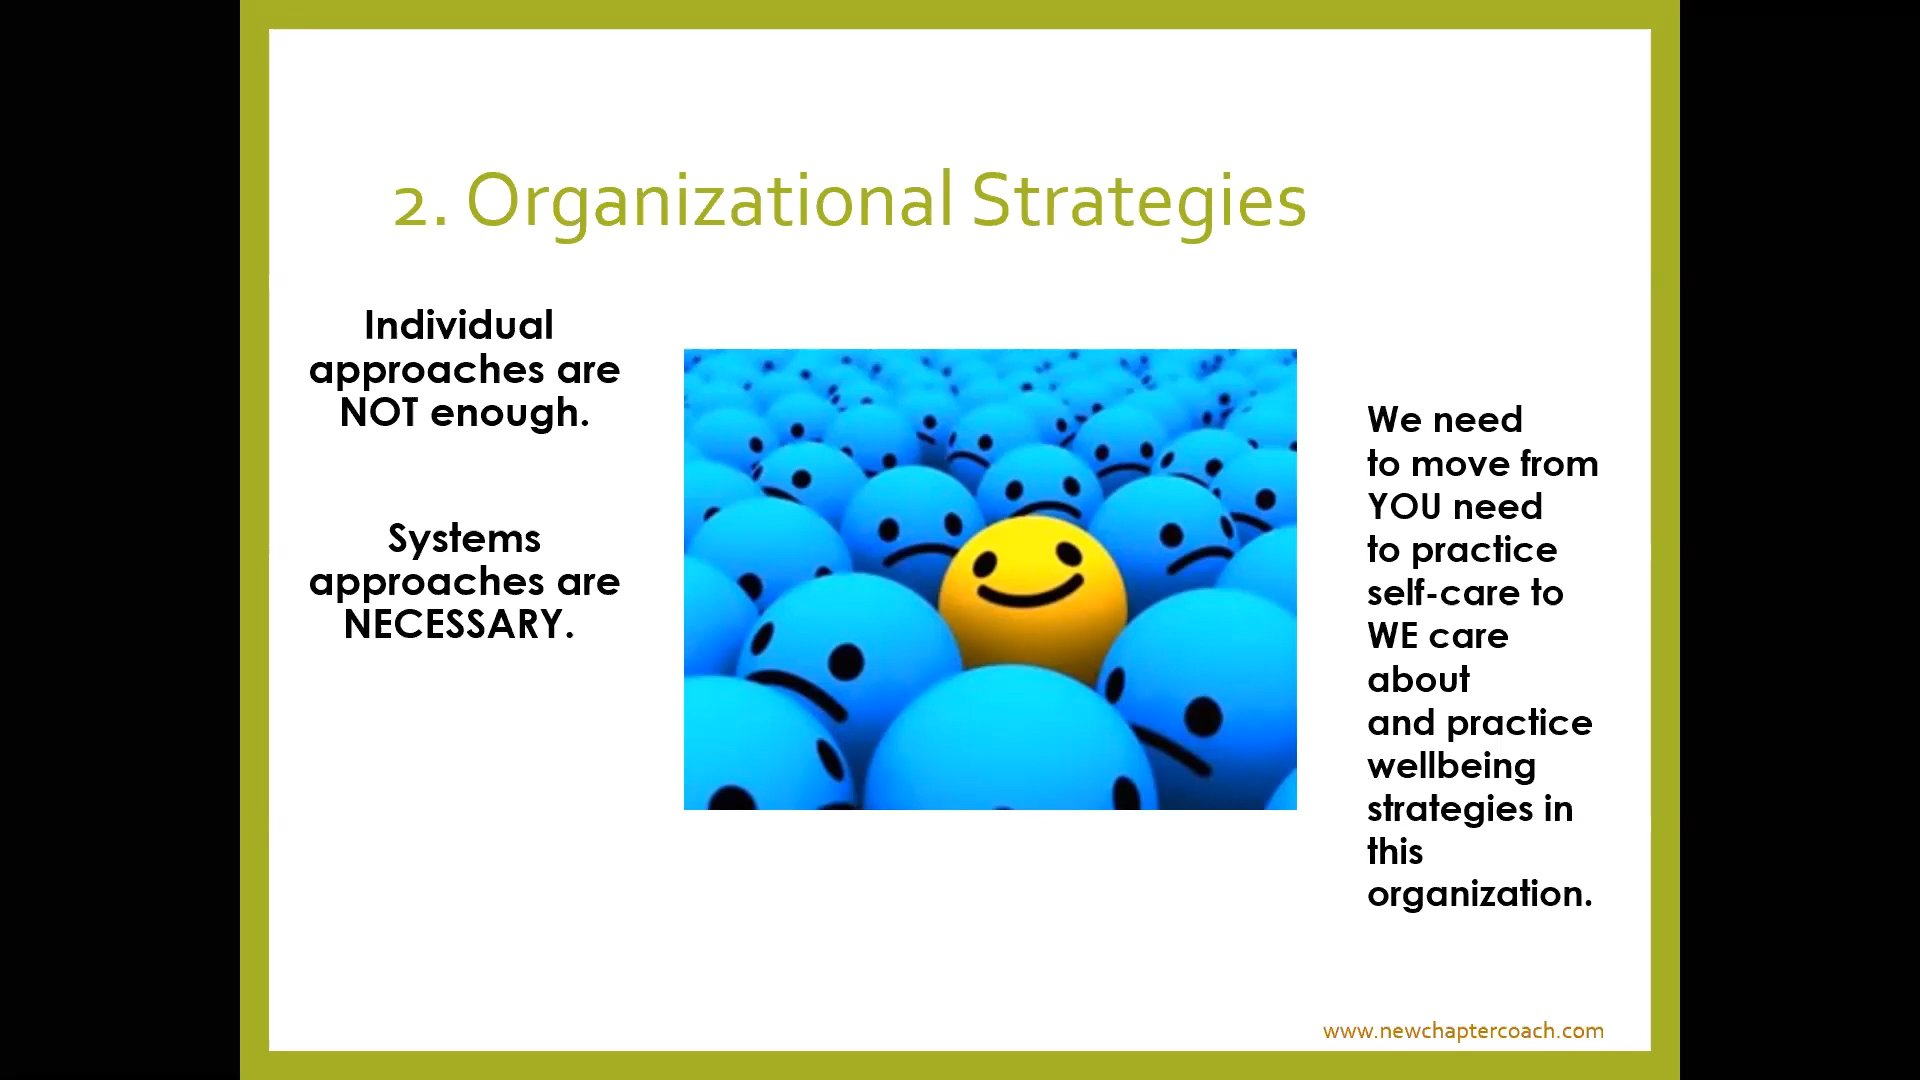 2. Organizational Strategies
Individual
approaches are
NOT enough.
Systems
approaches are
NECESSARY.
We need
to move from
YOU need
to practice
self-care to
WE care
about
and practice
wellbeing
strategies in
this
organization.
www.newchaptercoach.com